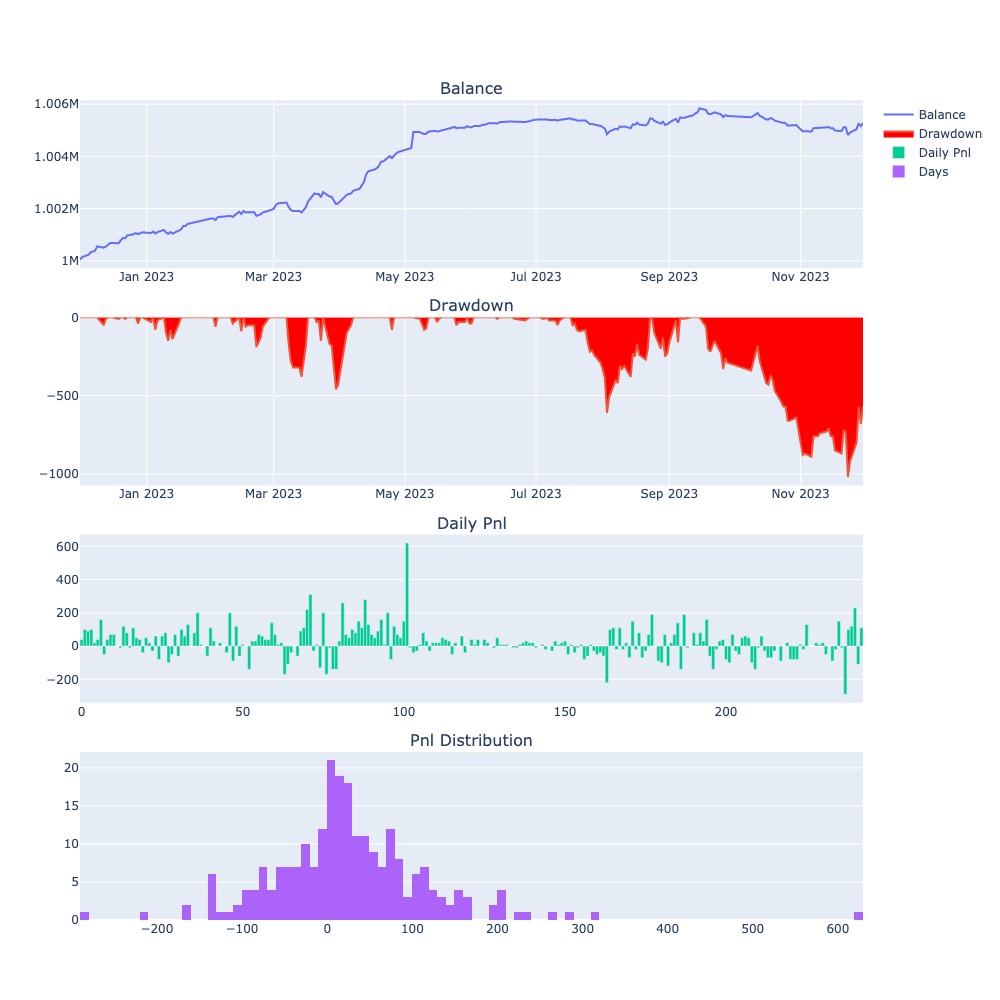 Balance
1.006M
1.004M
1.002M
1M
Jan 2023 Mar 2023 May 2023 Jul 2023 Sep 2023 Nov 2023
Balance
Drawdown
Daily Pnl
Days
Drawdown
0
−500
−1000
Jan 2023 Mar 2023 May 2023 Jul 2023 Sep 2023 Nov 2023
Daily Pnl
600
400
200
0
−200
0 50 100 150 200
Pnl Distribution
20
15
10
5
0
−200 −100 0 100 200 300 400 500 600